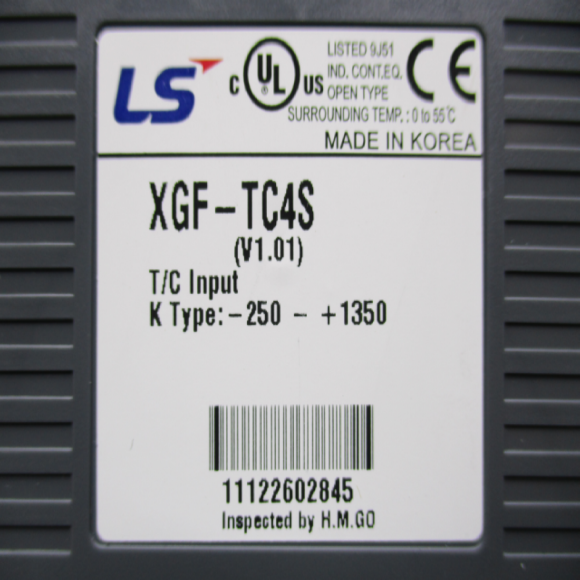 LS
C UL US
LISTED 9J51
IND. CONT.EQ.
OPEN TYPE
CE
SURROUNDING TEMP. : 0 to 55℃
MADE IN KOREA
XGF-TC4S
(V1.01)
T/C Input
K Type:-250 - +1350
11122602845
Inspected by H.M.GO